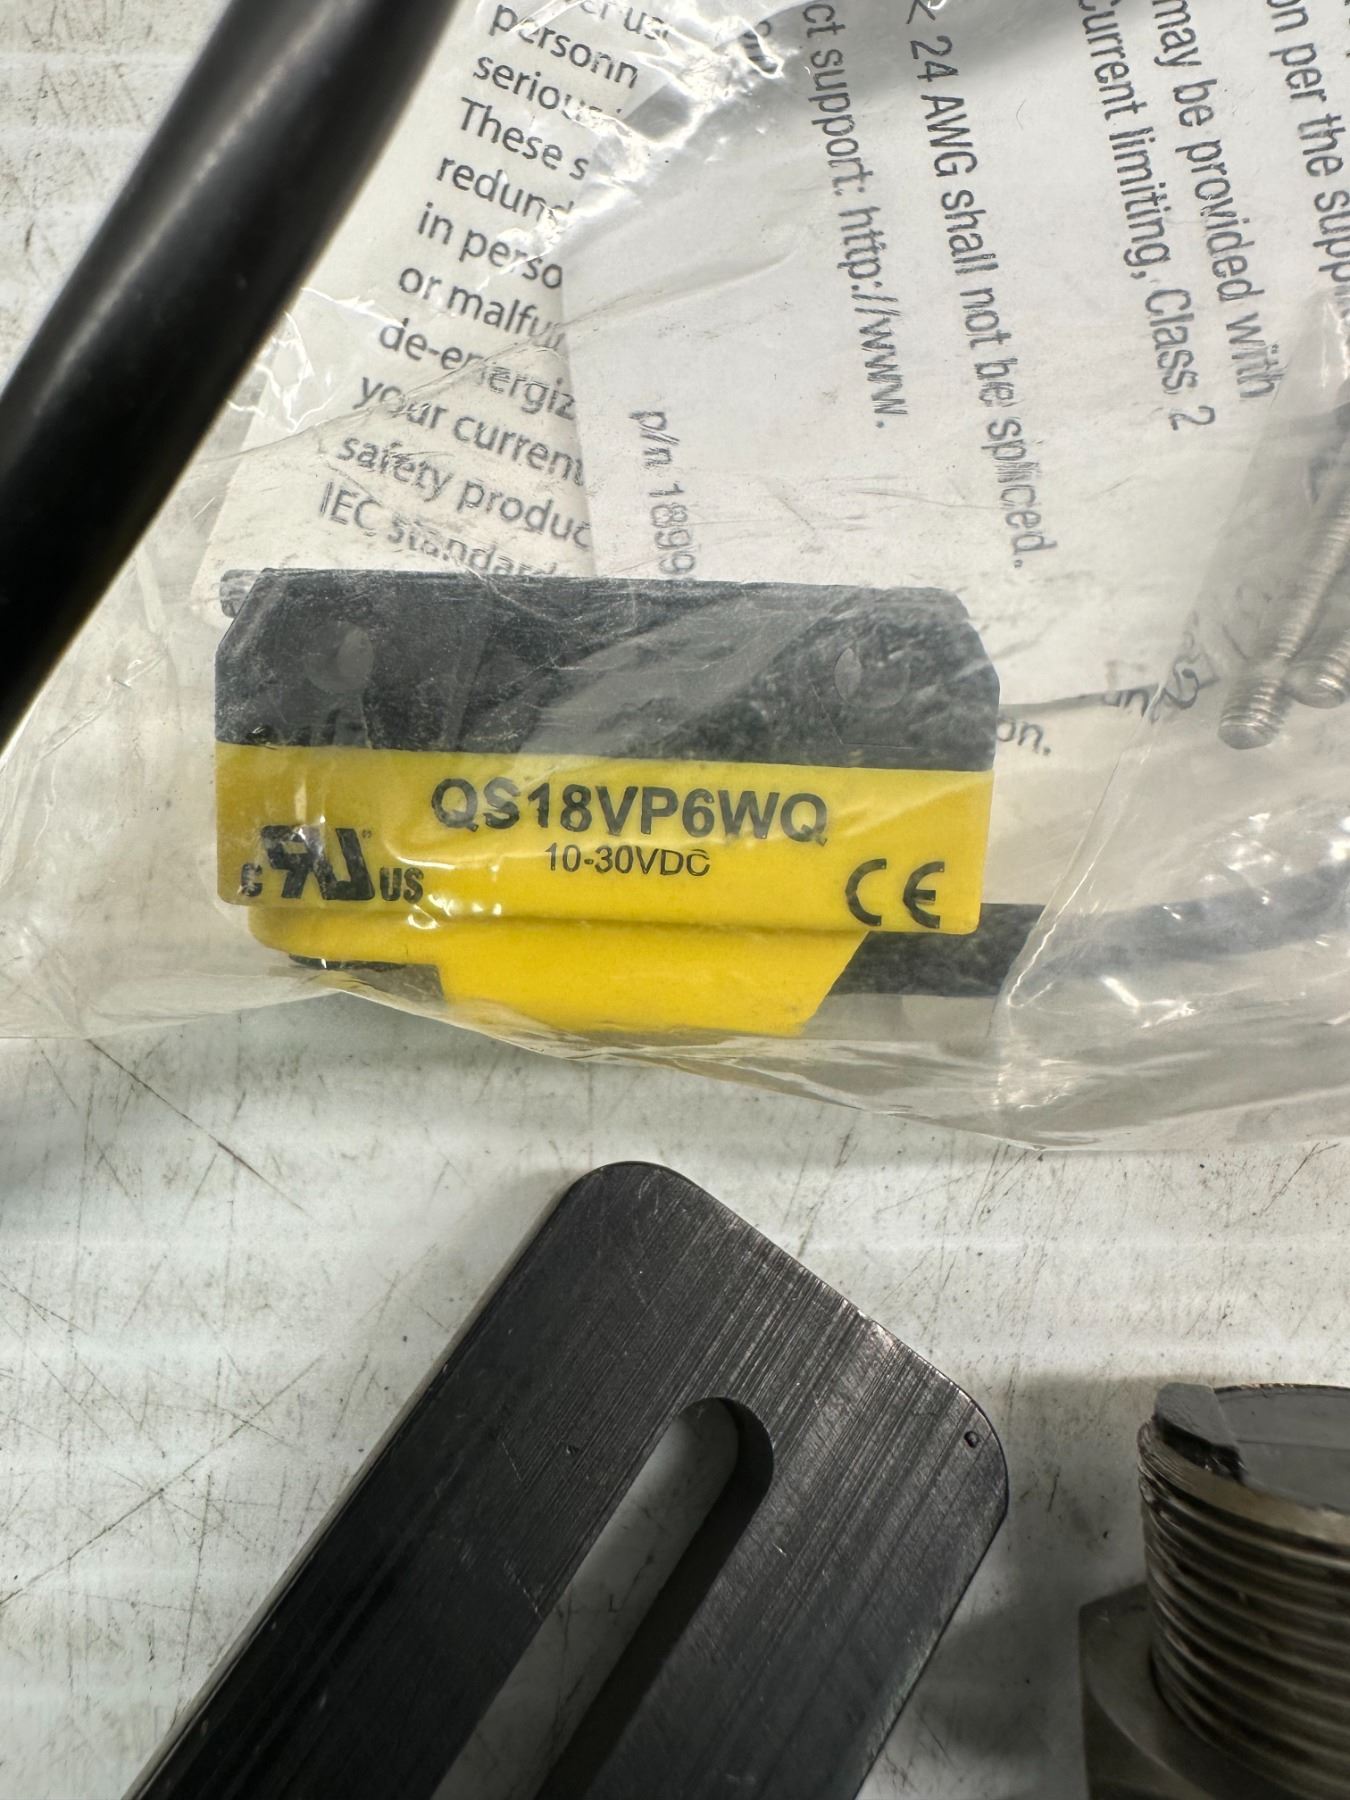 personn
serious
These s
redund
in perso
or malfu
de-energiz
your current
safety produc
IEC standard
ct support: http://www.
< 24 AWG shall not be spliced.
Current limiting, Class 2
may be provided with
on per the suppl
p/n 1899
on.
QS18VP6WQ
10-30VDC
c RU US
CE